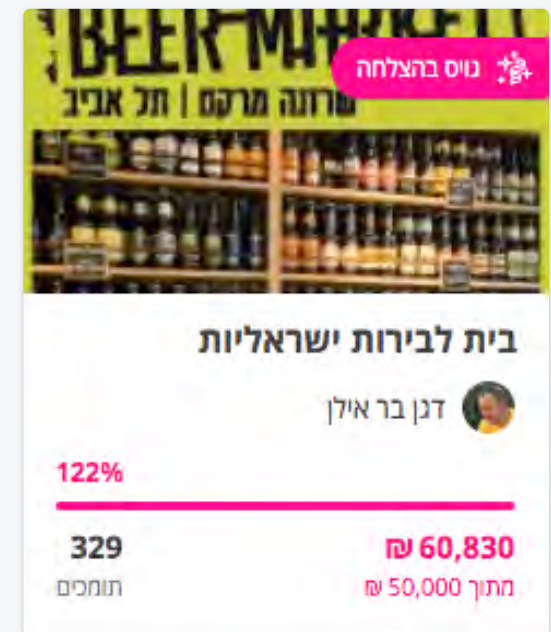 BEER MARKET
גויס בהצלחה
שרונה מרקט | תל אביב
בית לבירות ישראליות
דגן בר אילן
122%
60,830 ₪
329
מתוך 50,000 ₪
תומכים